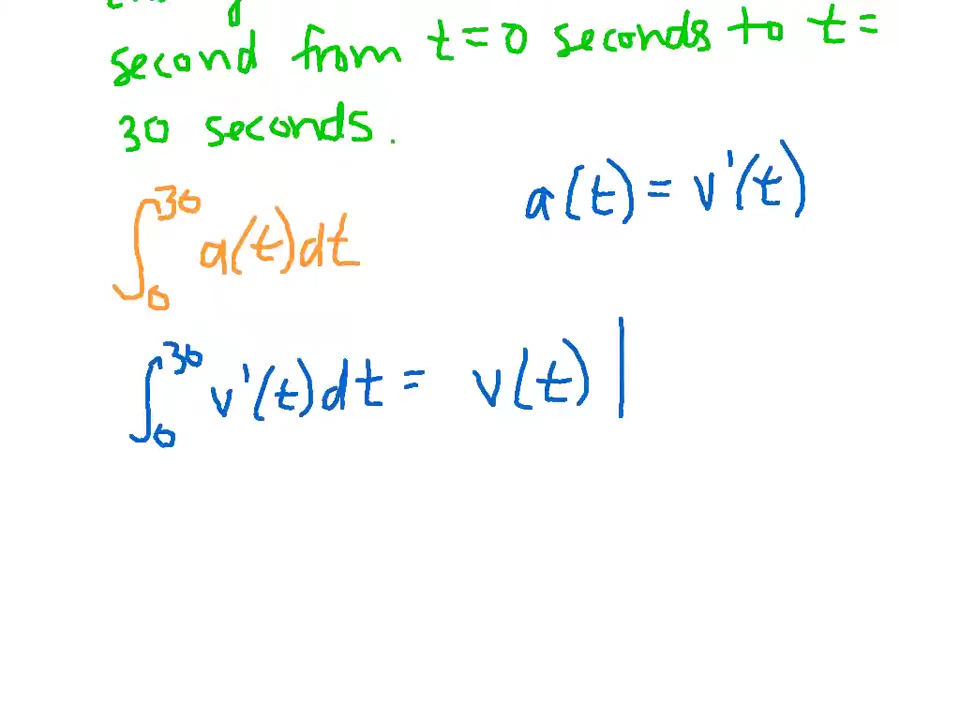 second from t=0 seconds to t=
30 seconds.
a(t) = v'(t)
∫₀³⁰ a(t)dt
∫₀³⁰ v'(t)dt = v(t) |